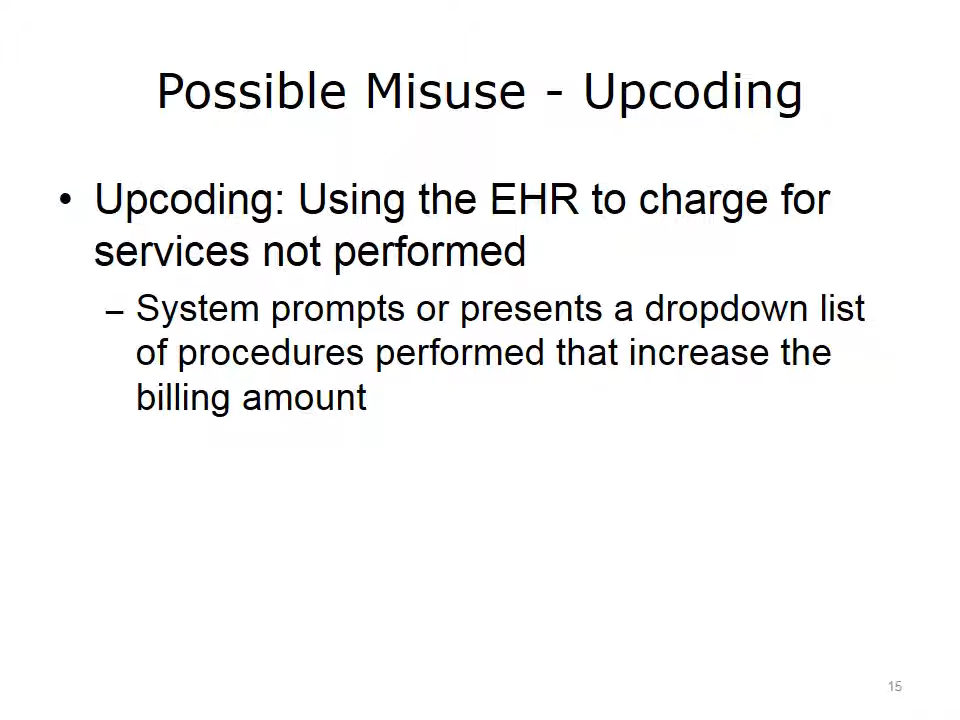 Possible Misuse - Upcoding
• Upcoding: Using the EHR to charge for
services not performed
– System prompts or presents a dropdown list
of procedures performed that increase the
billing amount
15